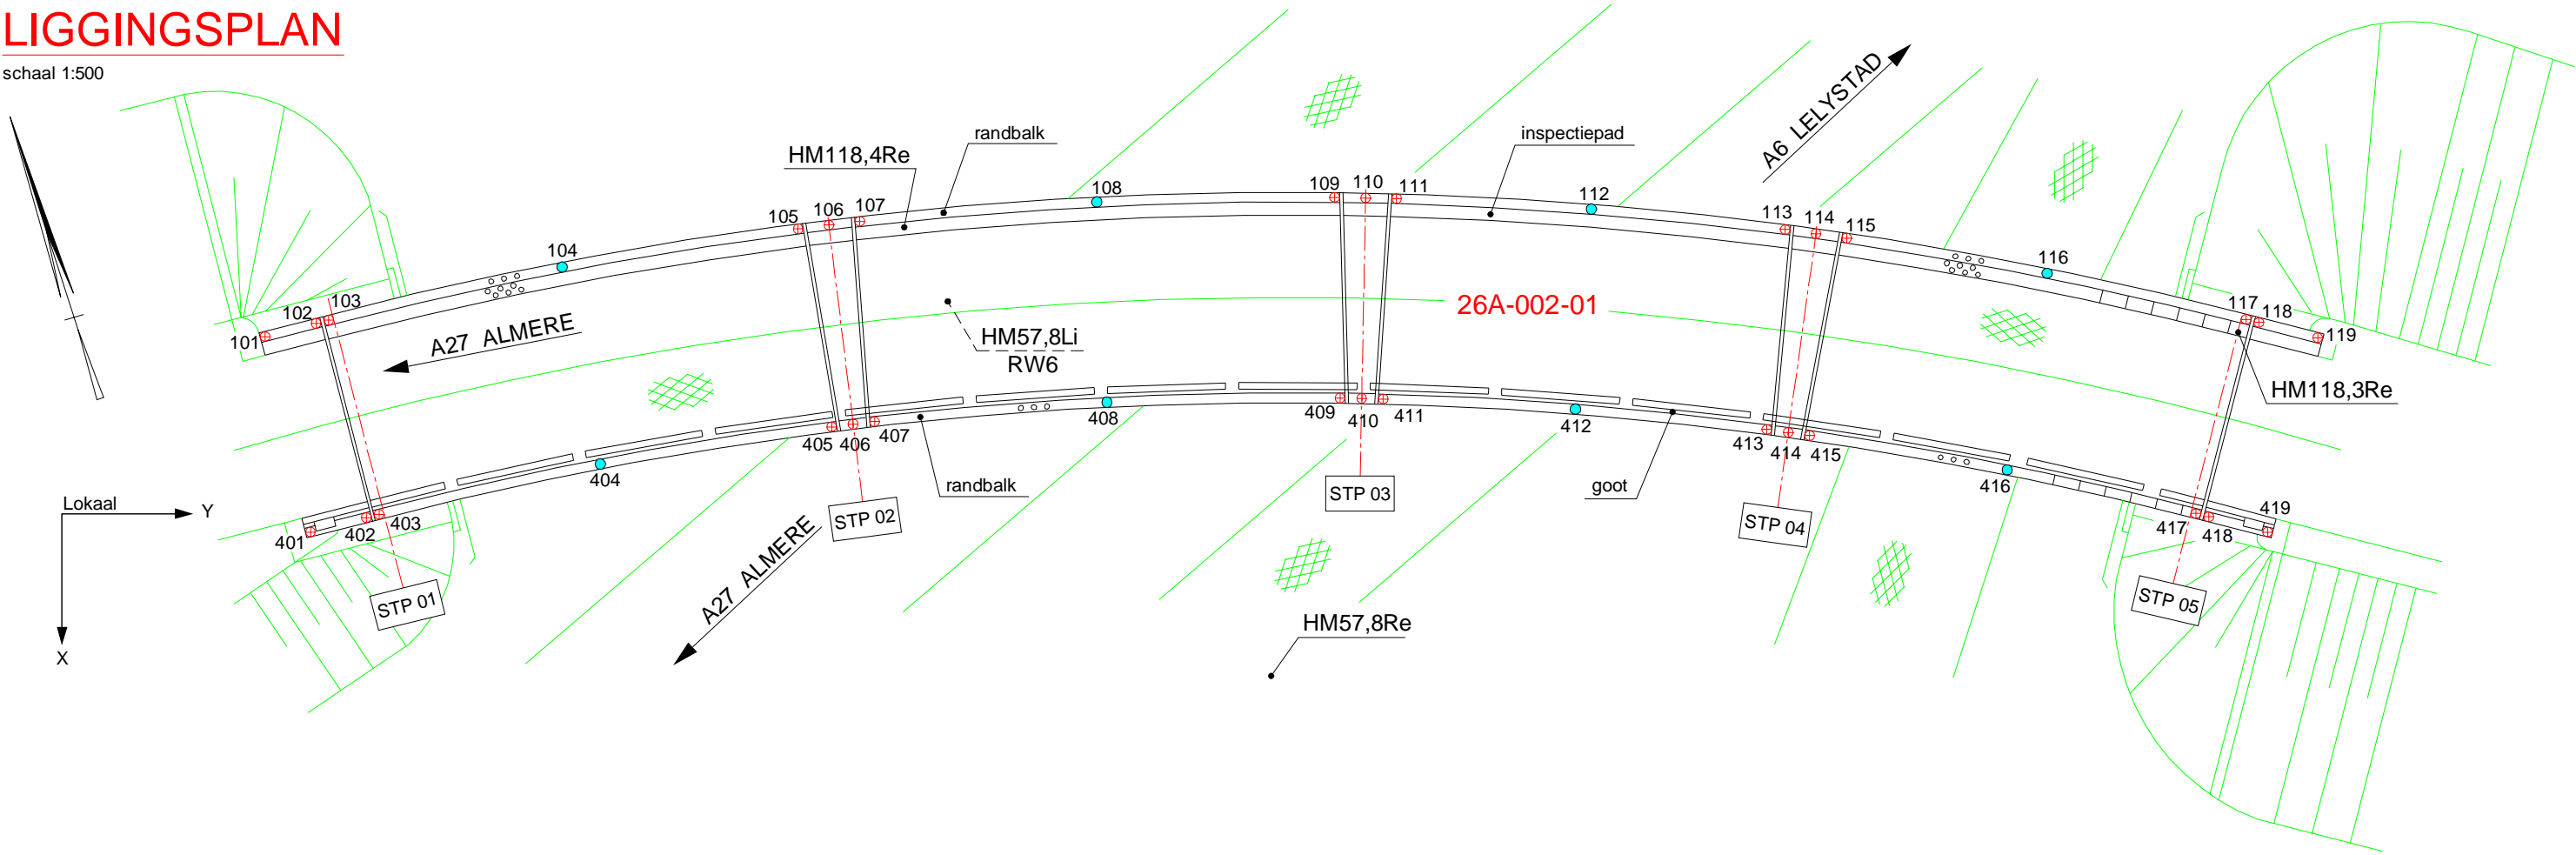 LIGGINGSPLAN
schaal 1:500
A6 LELYSTAD
randbalk
inspectiepad
HM118,4Re
101
102
103
104
105
106
107
108
109
110
111
112
113
114
115
116
117
118
119
A27 ALMERE
26A-002-01
HM57,8Li
RW6
HM118,3Re
Lokaal
Y
X
401
402
403
404
405
406
407
408
409
410
411
412
413
414
415
416
417
418
419
randbalk
goot
STP 01
STP 02
STP 03
STP 04
STP 05
A27 ALMERE
HM57,8Re